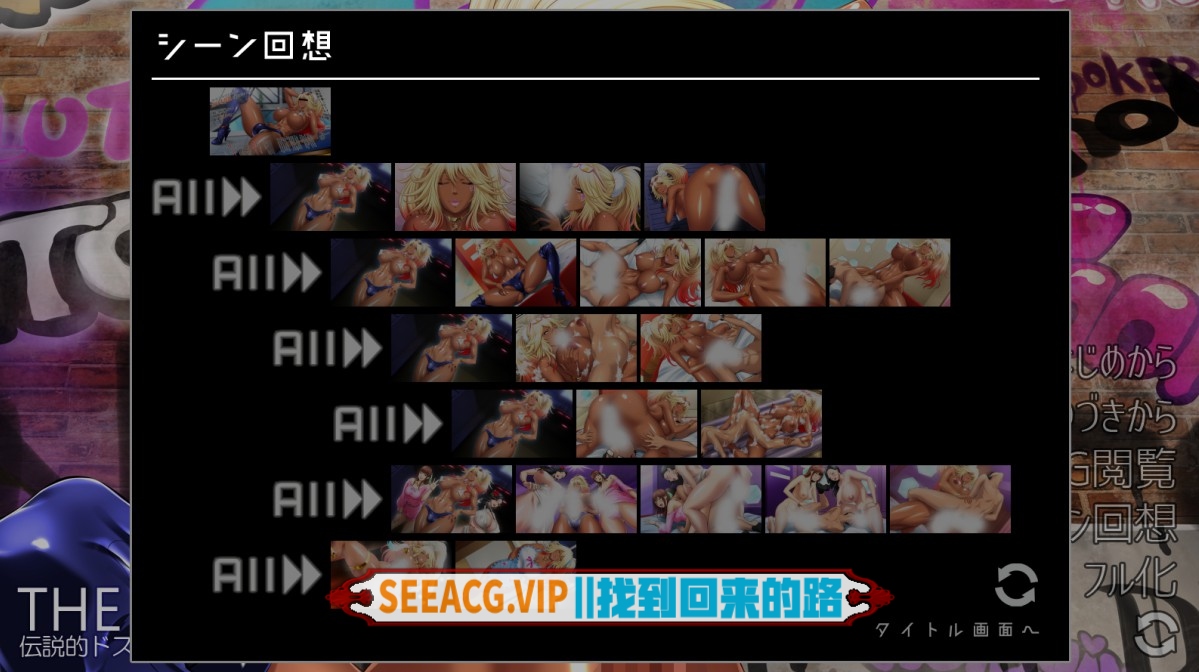 シーン回想
All
All
All
All
All
All
SEEACG.VIP||找到回来的路
タイトル画面へ
じめから
づきから
G閲覧
ン回想
フル化
THE
伝説的ドス